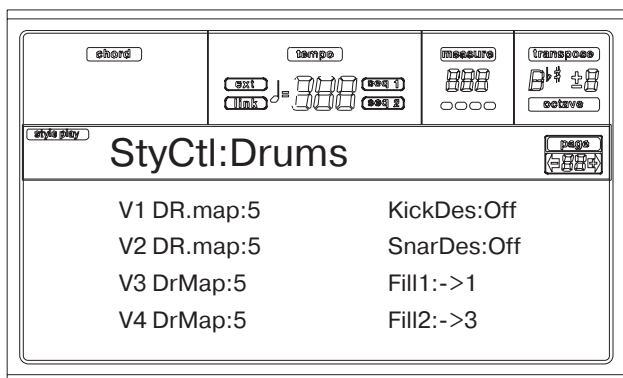 chord tempo measure transpose
ext seq 1
link seq 2
octave
style play
StyCtl:Drums
page
V1 DR.map:5 KickDes:Off
V2 DR.map:5 SnarDes:Off
V3 DrMap:5 Fill1:->1
V4 DrMap:5 Fill2:->3